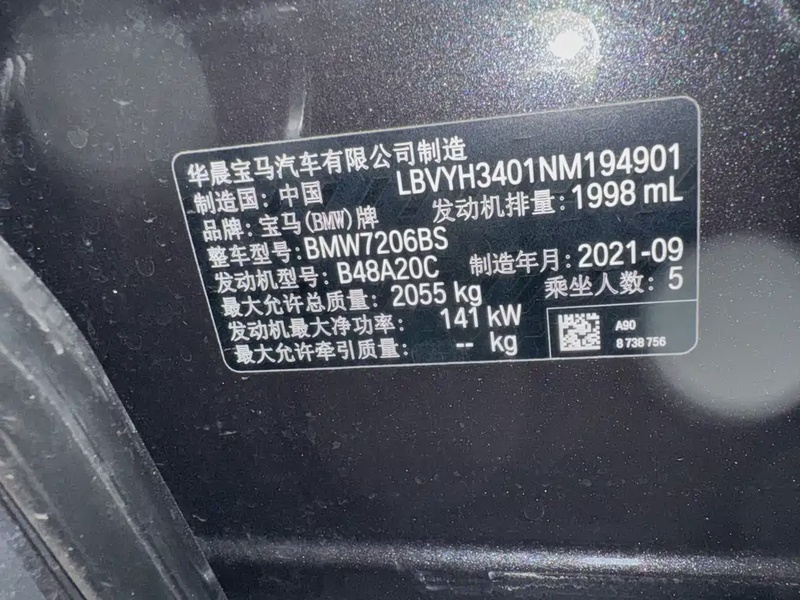 华晨宝马汽车有限公司制造
制造国：中国 LBVYH3401NM194901
品牌：宝马(BMW)牌 发动机排量：1998 mL
整车型号：BMW7206BS
发动机型号：B48A20C 制造年月：2021-09
最大允许总质量：2055 kg 乘坐人数：5
发动机最大净功率： 141 kW
最大允许牵引质量： -- kg
A90
8 738 756